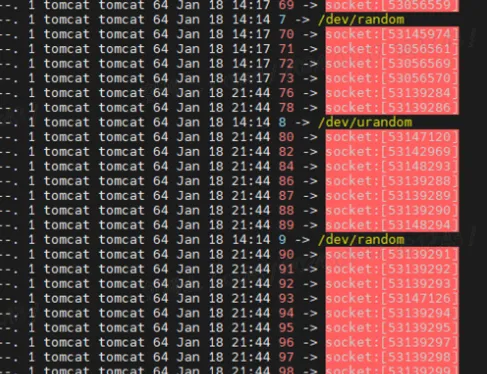 --. 1 tomcat tomcat 64 Jan 18 14:17 69 -> socket:[53056559]
--. 1 tomcat tomcat 64 Jan 18 14:14 7 -> /dev/random
--. 1 tomcat tomcat 64 Jan 18 14:17 70 -> socket:[53145974]
--. 1 tomcat tomcat 64 Jan 18 14:17 71 -> socket:[53056561]
--. 1 tomcat tomcat 64 Jan 18 14:17 72 -> socket:[53056569]
--. 1 tomcat tomcat 64 Jan 18 14:17 73 -> socket:[53056570]
--. 1 tomcat tomcat 64 Jan 18 21:44 76 -> socket:[53139284]
--. 1 tomcat tomcat 64 Jan 18 21:44 78 -> socket:[53139286]
--. 1 tomcat tomcat 64 Jan 18 14:14 8 -> /dev/urandom
--. 1 tomcat tomcat 64 Jan 18 21:44 80 -> socket:[53147120]
--. 1 tomcat tomcat 64 Jan 18 21:44 82 -> socket:[53142969]
--. 1 tomcat tomcat 64 Jan 18 21:44 84 -> socket:[53148293]
--. 1 tomcat tomcat 64 Jan 18 21:44 86 -> socket:[53139288]
--. 1 tomcat tomcat 64 Jan 18 21:44 87 -> socket:[53139289]
--. 1 tomcat tomcat 64 Jan 18 21:44 88 -> socket:[53139290]
--. 1 tomcat tomcat 64 Jan 18 21:44 89 -> socket:[53148294]
--. 1 tomcat tomcat 64 Jan 18 14:14 9 -> /dev/random
--. 1 tomcat tomcat 64 Jan 18 21:44 90 -> socket:[53139291]
--. 1 tomcat tomcat 64 Jan 18 21:44 91 -> socket:[53139292]
--. 1 tomcat tomcat 64 Jan 18 21:44 92 -> socket:[53139293]
--. 1 tomcat tomcat 64 Jan 18 21:44 93 -> socket:[53147126]
--. 1 tomcat tomcat 64 Jan 18 21:44 94 -> socket:[53139294]
--. 1 tomcat tomcat 64 Jan 18 21:44 95 -> socket:[53139295]
--. 1 tomcat tomcat 64 Jan 18 21:44 96 -> socket:[53139297]
--. 1 tomcat tomcat 64 Jan 18 21:44 97 -> socket:[53139298]
--. 1 tomcat tomcat 64 Jan 18 21:44 98 -> socket:[53139299]